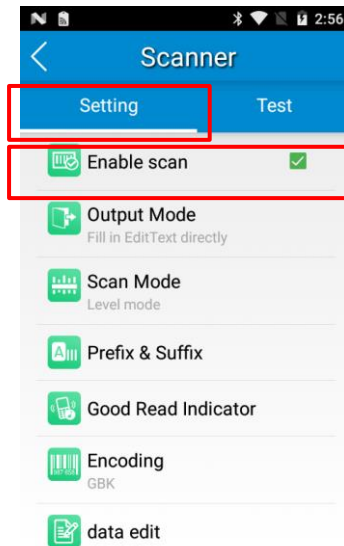 2:56
Scanner
Setting
Test
Enable scan
Output Mode
Fill in EditText directly
Scan Mode
Level mode
Prefix & Suffix
Good Read Indicator
Encoding
GBK
data edit